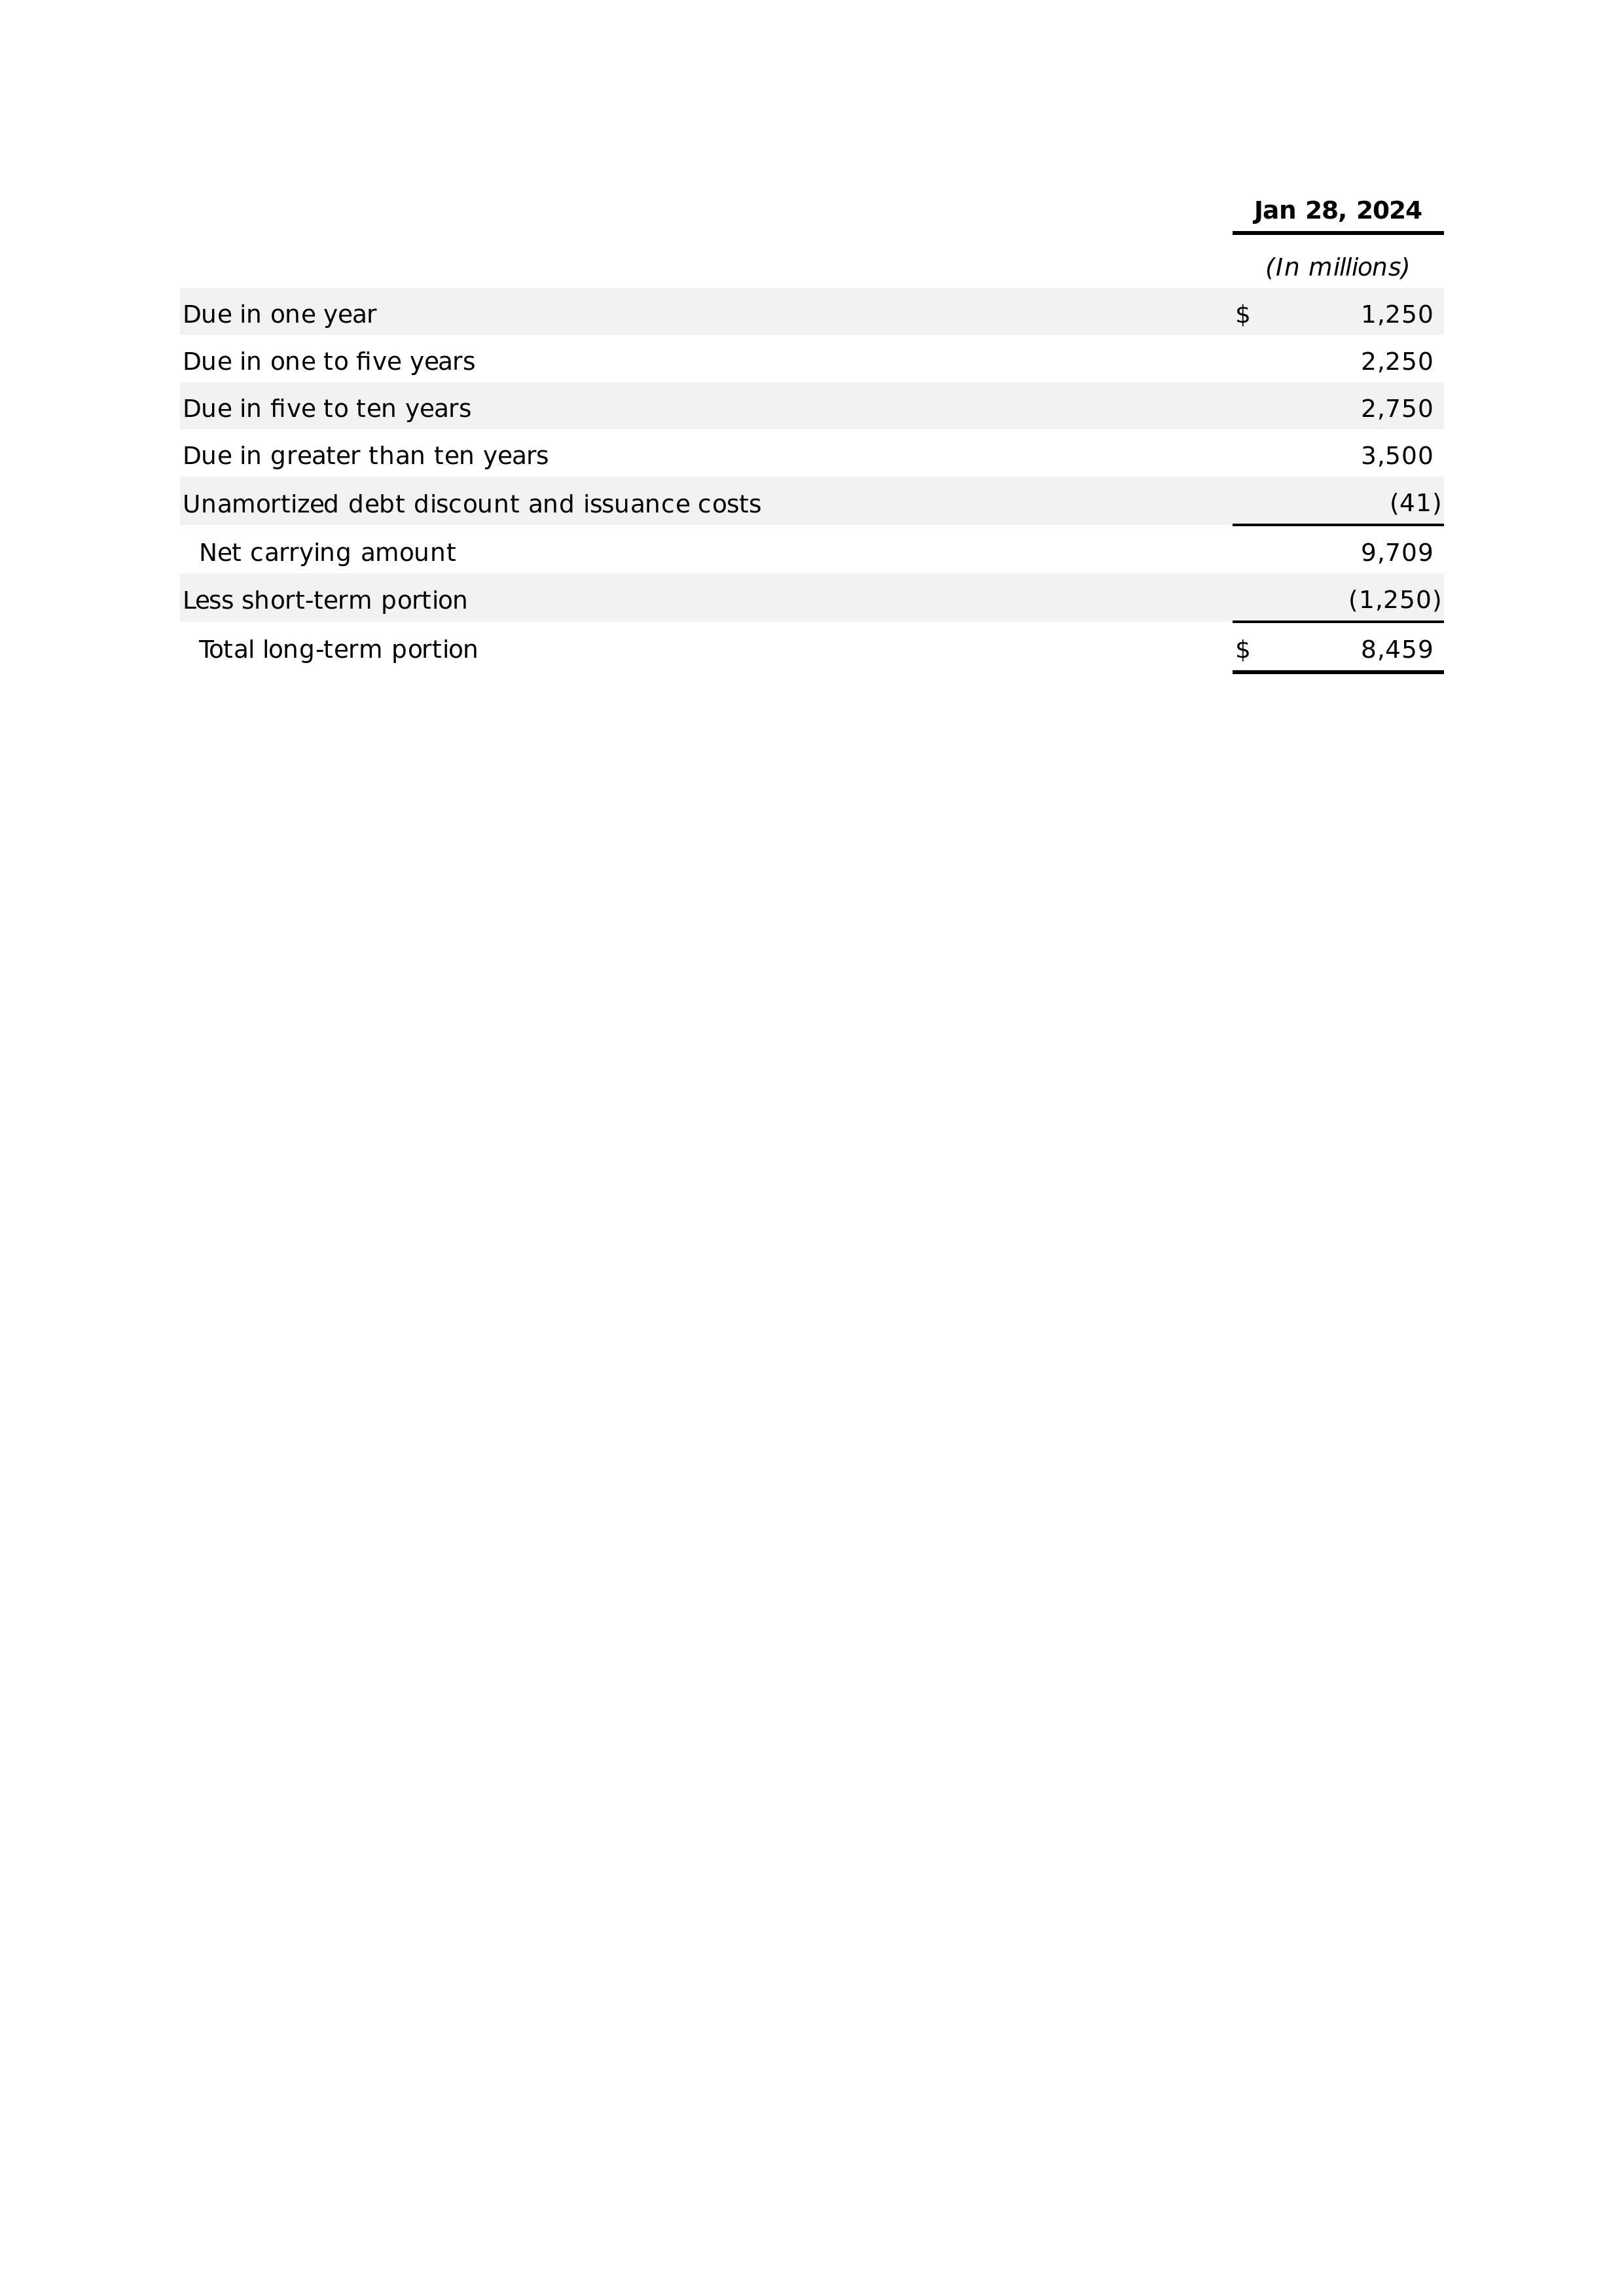 Jan 28, 2024
(In millions)
Due in one year $ 1,250
Due in one to five years 2,250
Due in five to ten years 2,750
Due in greater than ten years 3,500
Unamortized debt discount and issuance costs (41)
Net carrying amount 9,709
Less short-term portion (1,250)
Total long-term portion $ 8,459